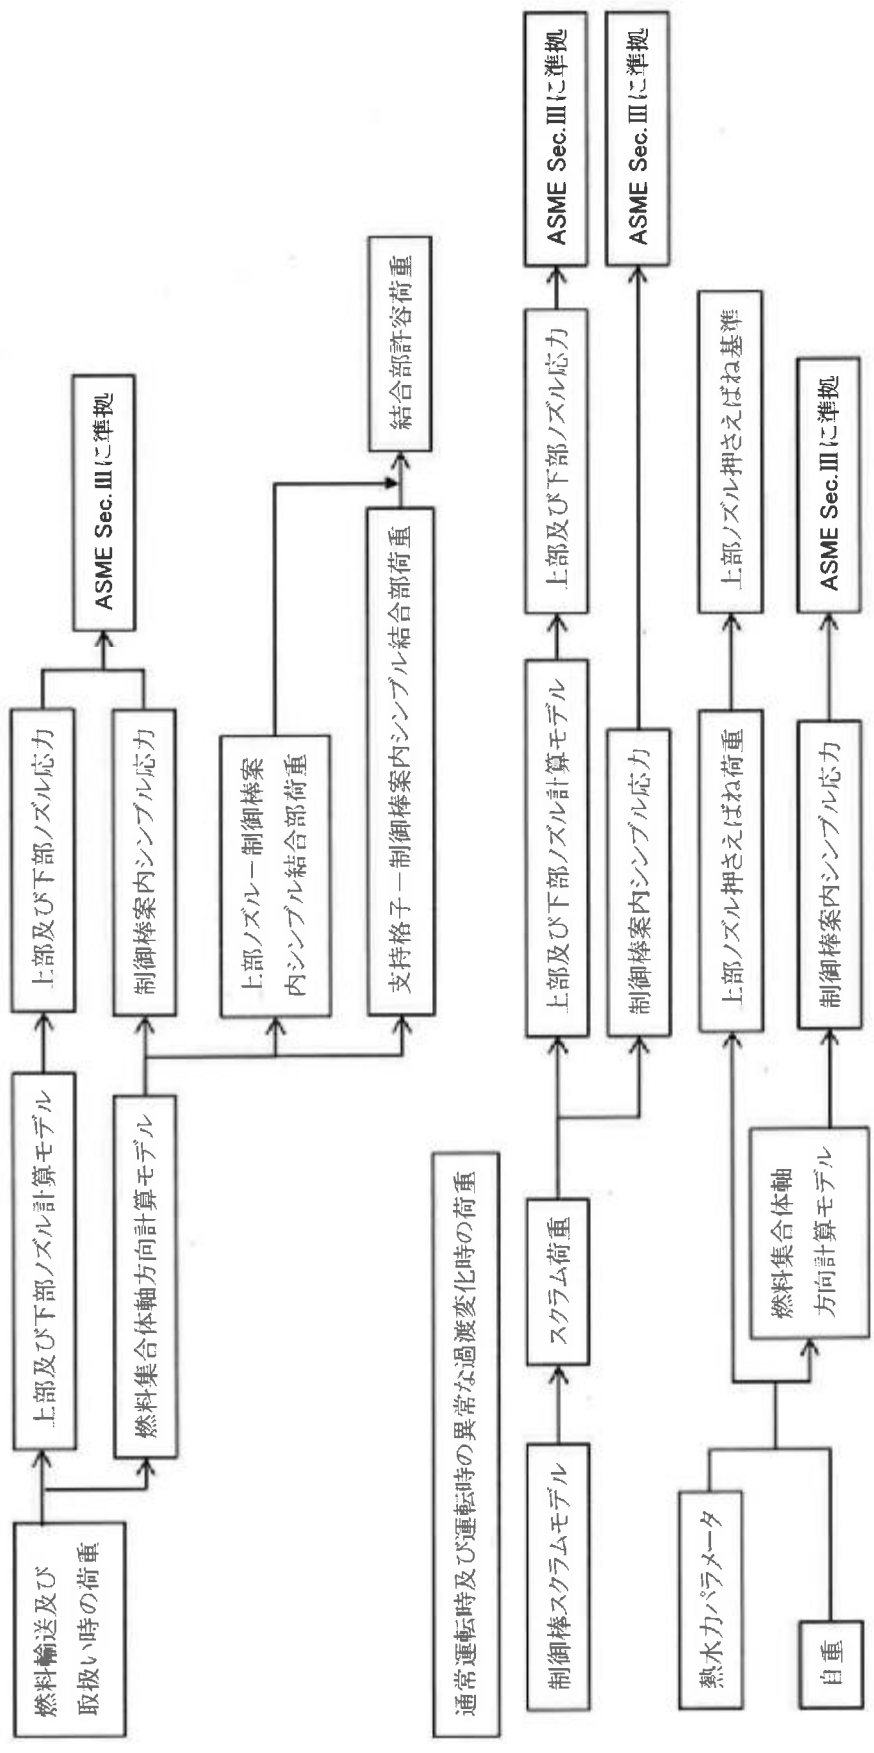 燃料輸送及び
取扱い時の荷重
上部及び下部ノズル計算モデル
上部及び下部ノズル応力
ASME Sec.Ⅲに準拠
燃料集合体軸方向計算モデル
制御棒案内シンブル応力
上部ノズルー制御棒案
内シンブル結合部荷重
支持格子ー制御棒案内シンブル結合部荷重
結合部許容荷重
通常運転時及び運転時の異常な過渡変化時の荷重
制御棒スクラムモデル
スクラム荷重
上部及び下部ノズル計算モデル
上部及び下部ノズル応力
ASME Sec.Ⅲに準拠
制御棒案内シンブル応力
ASME Sec.Ⅲに準拠
熱水力パラメータ
上部ノズル押さえばね荷重
上部ノズル押さえばね基準
自重
燃料集合体軸
方向計算モデル
制御棒案内シンブル応力
ASME Sec.Ⅲに準拠